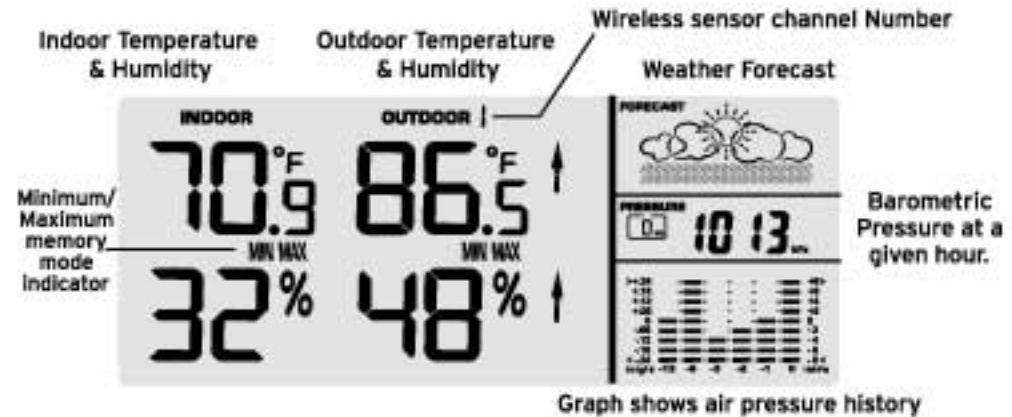 Wireless sensor channel Number
Indoor Temperature
& Humidity
Outdoor Temperature
& Humidity
Weather Forecast
INDOOR
OUTDOOR 1
FORECAST
70.9°F
86.5°F
Minimum/
Maximum
memory
mode
indicator
MIN MAX
MIN MAX
PRESSURE
0
1013
Barometric
Pressure at a
given hour.
32%
48%
Graph shows air pressure history